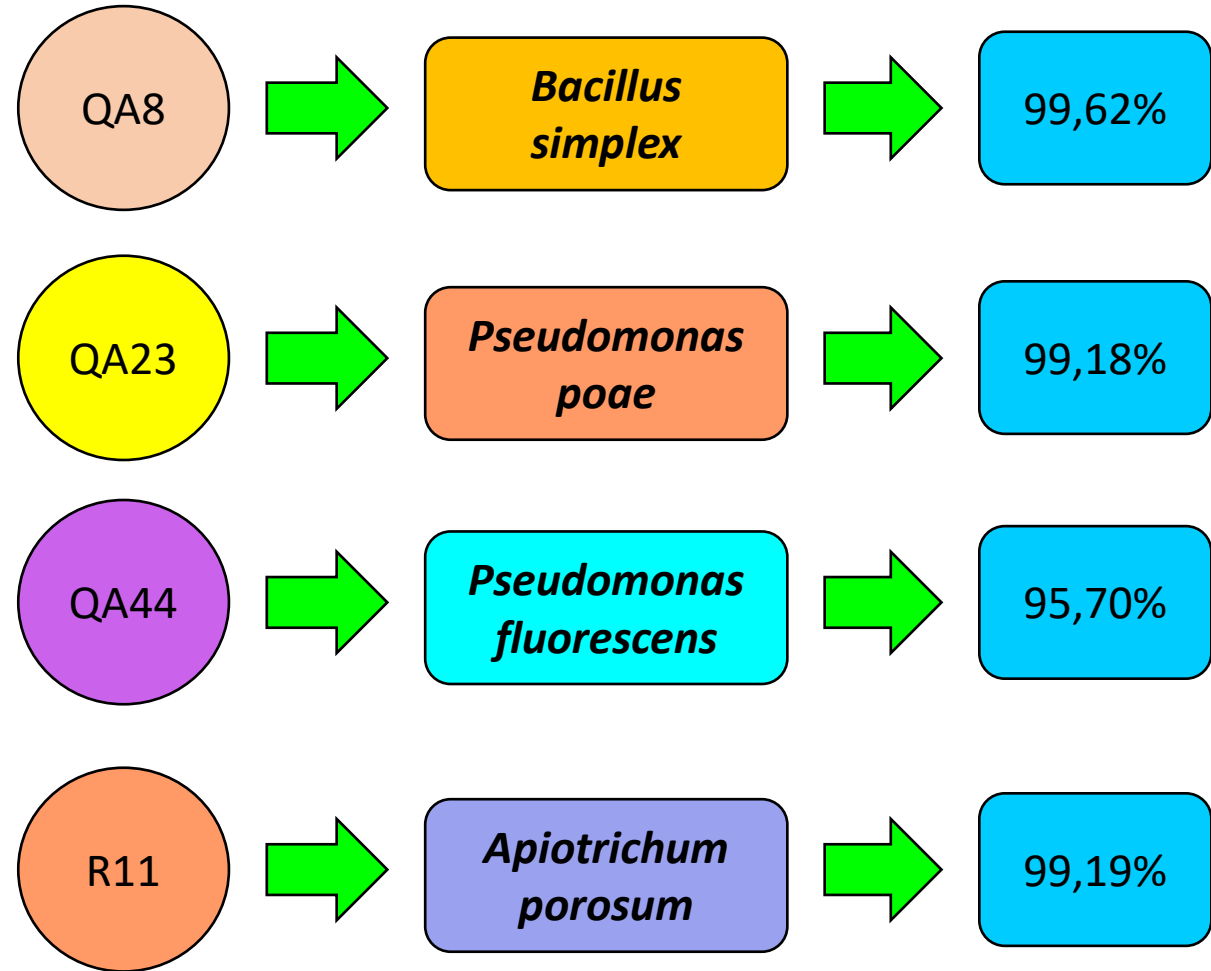 QA8
Bacillus
simplex
99,62%
QA23
Pseudomonas
poae
99,18%
QA44
Pseudomonas
fluorescens
95,70%
R11
Apiotrichum
porosum
99,19%